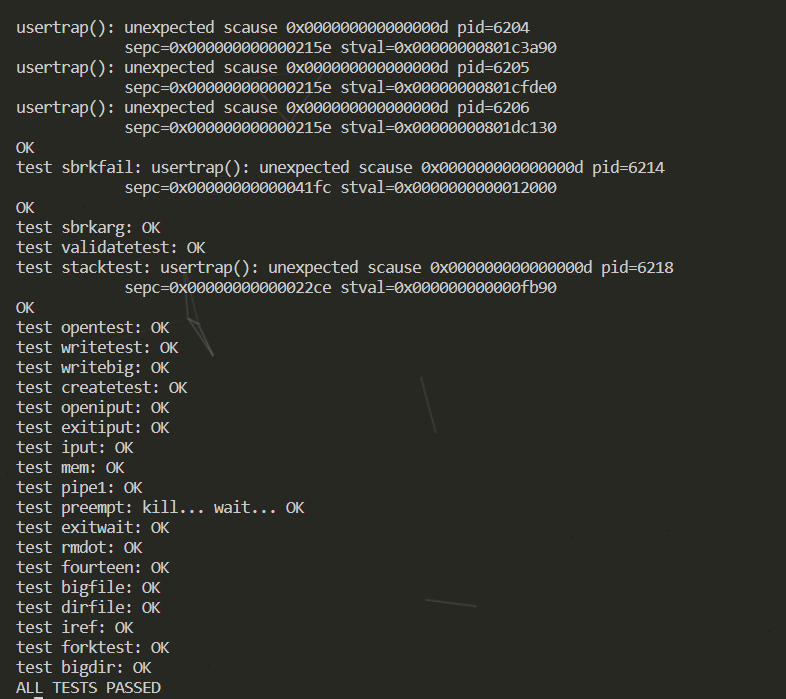 usertrap(): unexpected scause 0x000000000000000d pid=6204
sepc=0x000000000000215e stval=0x00000000801c3a90
usertrap(): unexpected scause 0x000000000000000d pid=6205
sepc=0x000000000000215e stval=0x00000000801cfde0
usertrap(): unexpected scause 0x000000000000000d pid=6206
sepc=0x000000000000215e stval=0x00000000801dc130
OK
test sbrkfail: usertrap(): unexpected scause 0x000000000000000d pid=6214
sepc=0x00000000000041fc stval=0x0000000000012000
OK
test sbrkarg: OK
test validatetest: OK
test stacktest: usertrap(): unexpected scause 0x000000000000000d pid=6218
sepc=0x00000000000022ce stval=0x000000000000fb90
OK
test opentest: OK
test writetest: OK
test writebig: OK
test createtest: OK
test openiput: OK
test exitiput: OK
test iput: OK
test mem: OK
test pipe1: OK
test preempt: kill... wait... OK
test exitwait: OK
test rmdot: OK
test fourteen: OK
test bigfile: OK
test dirfile: OK
test iref: OK
test forktest: OK
test bigdir: OK
ALL TESTS PASSED